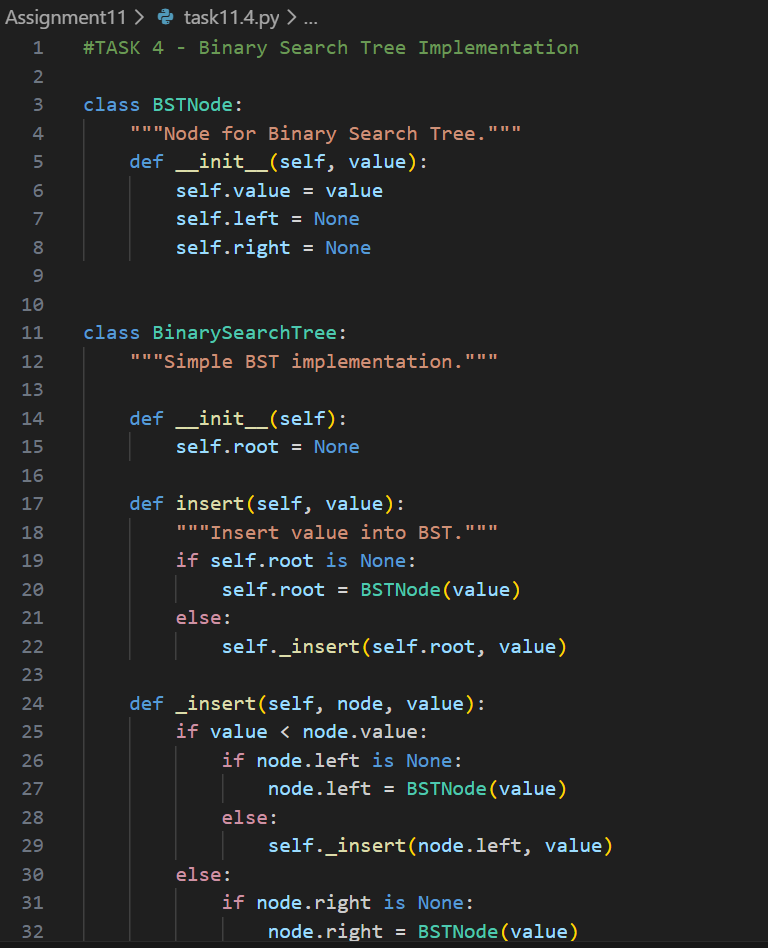 Assignment11 > task11.4.py > ...
1 #TASK 4 - Binary Search Tree Implementation
2
3 class BSTNode:
4     """Node for Binary Search Tree."""
5     def __init__(self, value):
6         self.value = value
7         self.left = None
8         self.right = None
9
10
11 class BinarySearchTree:
12     """Simple BST implementation."""
13
14     def __init__(self):
15         self.root = None
16
17     def insert(self, value):
18         """Insert value into BST."""
19         if self.root is None:
20             self.root = BSTNode(value)
21         else:
22             self._insert(self.root, value)
23
24     def _insert(self, node, value):
25         if value < node.value:
26             if node.left is None:
27                 node.left = BSTNode(value)
28             else:
29                 self._insert(node.left, value)
30         else:
31             if node.right is None:
32                 node.right = BSTNode(value)